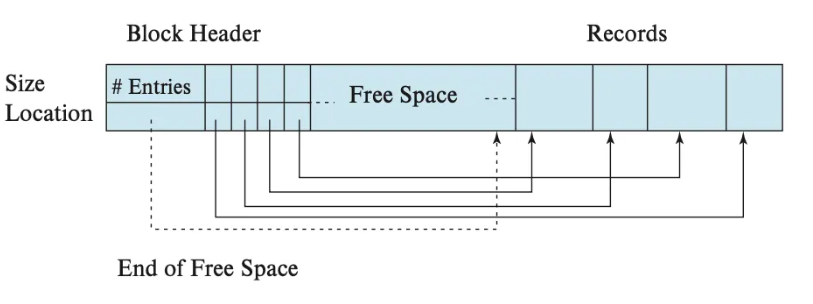 Block Header
Records
Size
# Entries
Free Space
Location
End of Free Space